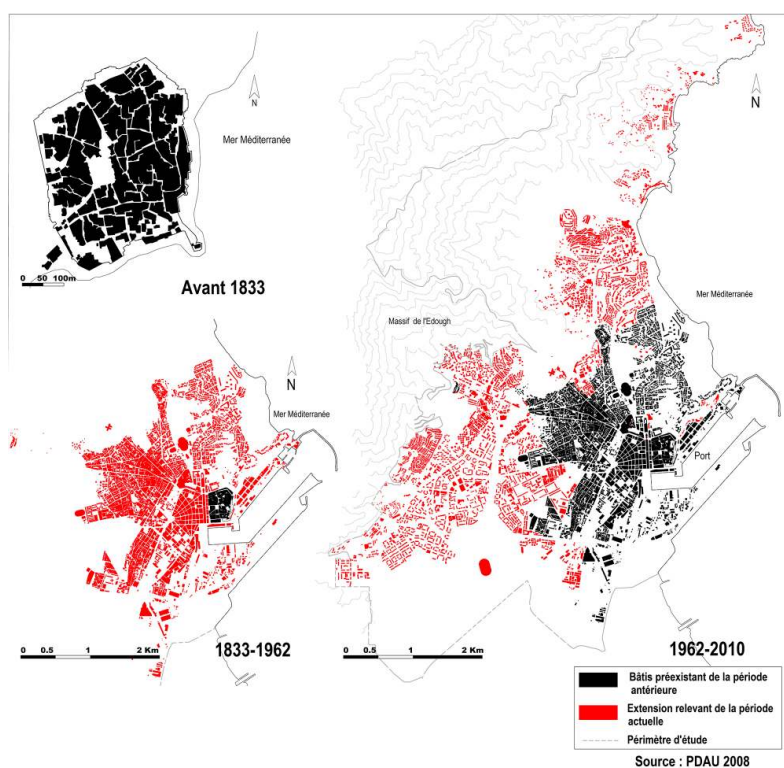 N
Mer Méditerranée
0 50 100m
Avant 1833
N
Mer Méditerranée
Massif de l'Edough
Port
N
Mer Méditerranée
0 0.5 1 2 Km
1833-1962
0 0.5 1 2 Km
1962-2010
Bâtis préexistant de la période
antérieure
Extension relevant de la période
actuelle
Périmètre d'étude
Source : PDAU 2008